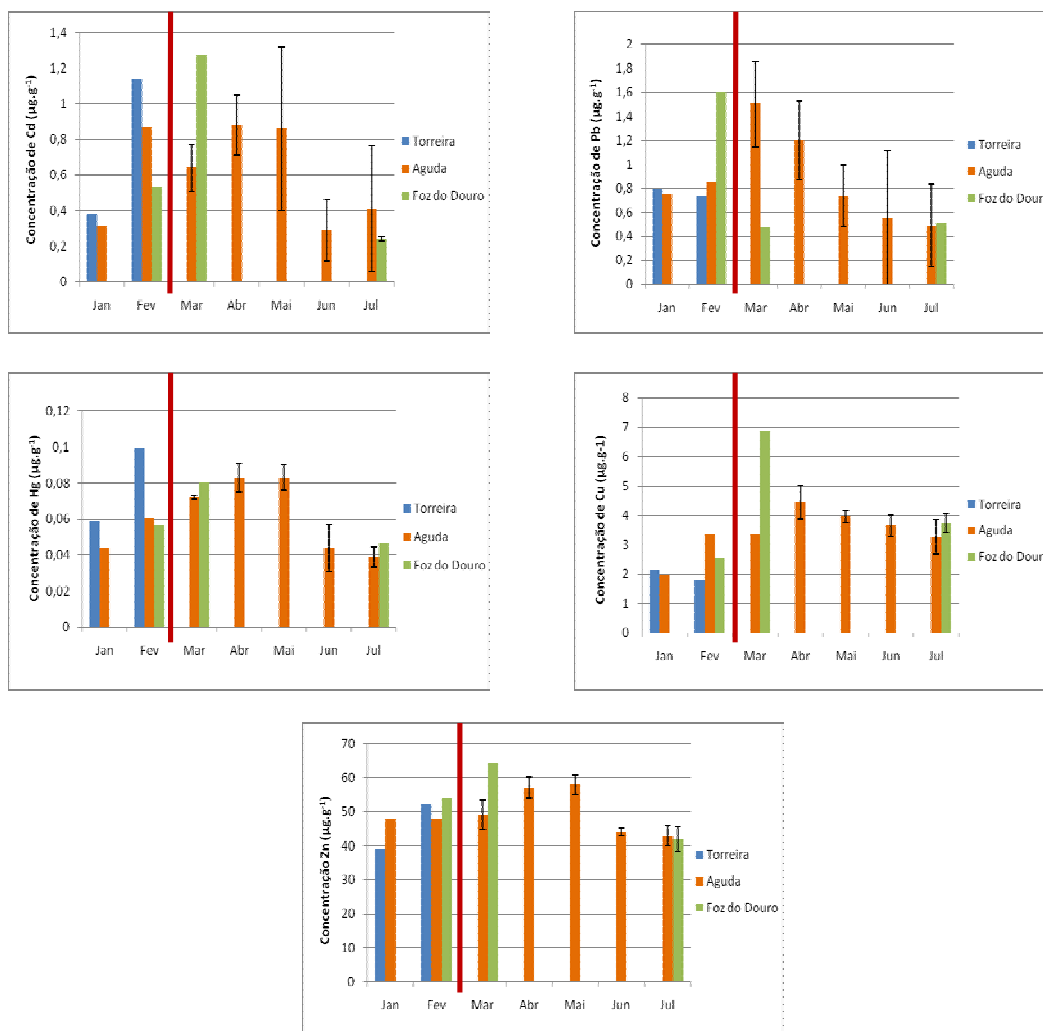 Concentração de Cd (µg.g-1)
1,4
1,2
1
0,8
0,6
0,4
0,2
0
Jan Fev Mar Abr Mai Jun Jul
Torreira
Aguda
Foz do Douro
Concentração de Pb (µg.g-1)
2
1,8
1,6
1,4
1,2
1
0,8
0,6
0,4
0,2
0
Jan Fev Mar Abr Mai Jun Jul
Torreira
Aguda
Foz do Douro
Concentração de Hg (µg.g-1)
0,12
0,1
0,08
0,06
0,04
0,02
0
Jan Fev Mar Abr Mai Jun Jul
Torreira
Aguda
Foz do Douro
Concentração de Cu (µg.g-1)
8
7
6
5
4
3
2
1
0
Jan Fev Mar Abr Mai Jun Jul
Torreira
Aguda
Foz do Douro
Concentração Zn (µg.g-1)
70
60
50
40
30
20
10
0
Jan Fev Mar Abr Mai Jun Jul
Torreira
Aguda
Foz do Douro